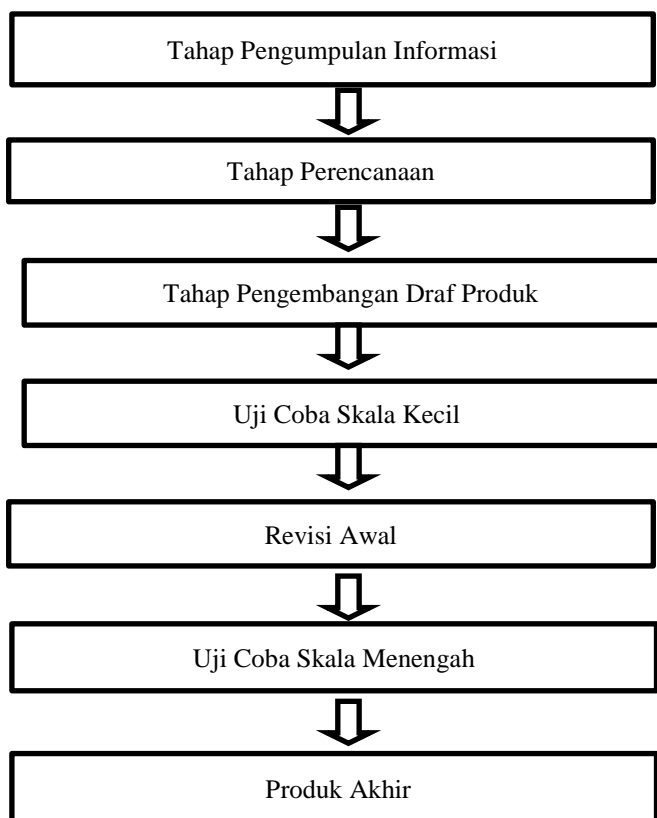 Tahap Pengumpulan Informasi
Tahap Perencanaan
Tahap Pengembangan Draf Produk
Uji Coba Skala Kecil
Revisi Awal
Uji Coba Skala Menengah
Produk Akhir